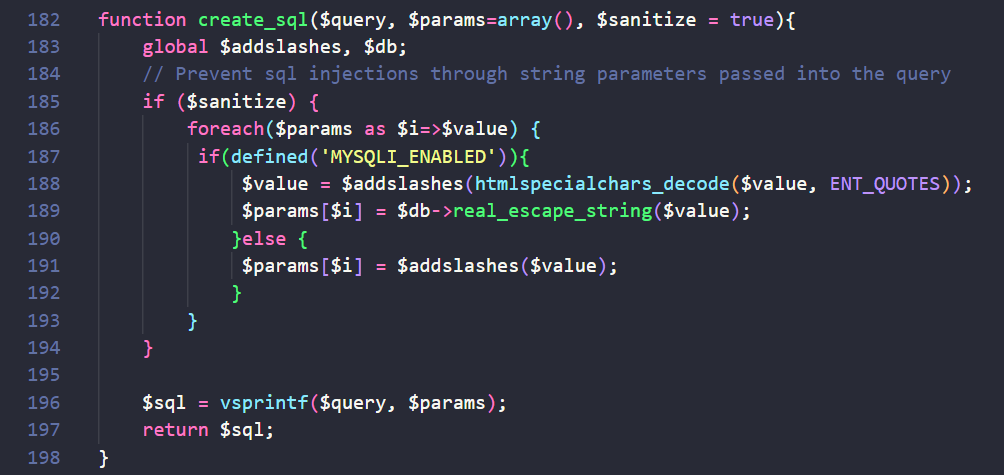 182 function create_sql($query, $params=array(), $sanitize = true){
183     global $addslashes, $db;
184     // Prevent sql injections through string parameters passed into the query
185     if ($sanitize) {
186         foreach($params as $i=>$value) {
187          if(defined('MYSQLI_ENABLED')){
188              $value = $addslashes(htmlspecialchars_decode($value, ENT_QUOTES));
189              $params[$i] = $db->real_escape_string($value);
190             }else {
191              $params[$i] = $addslashes($value);
192             }
193         }
194     }
195
196     $sql = vsprintf($query, $params);
197     return $sql;
198 }